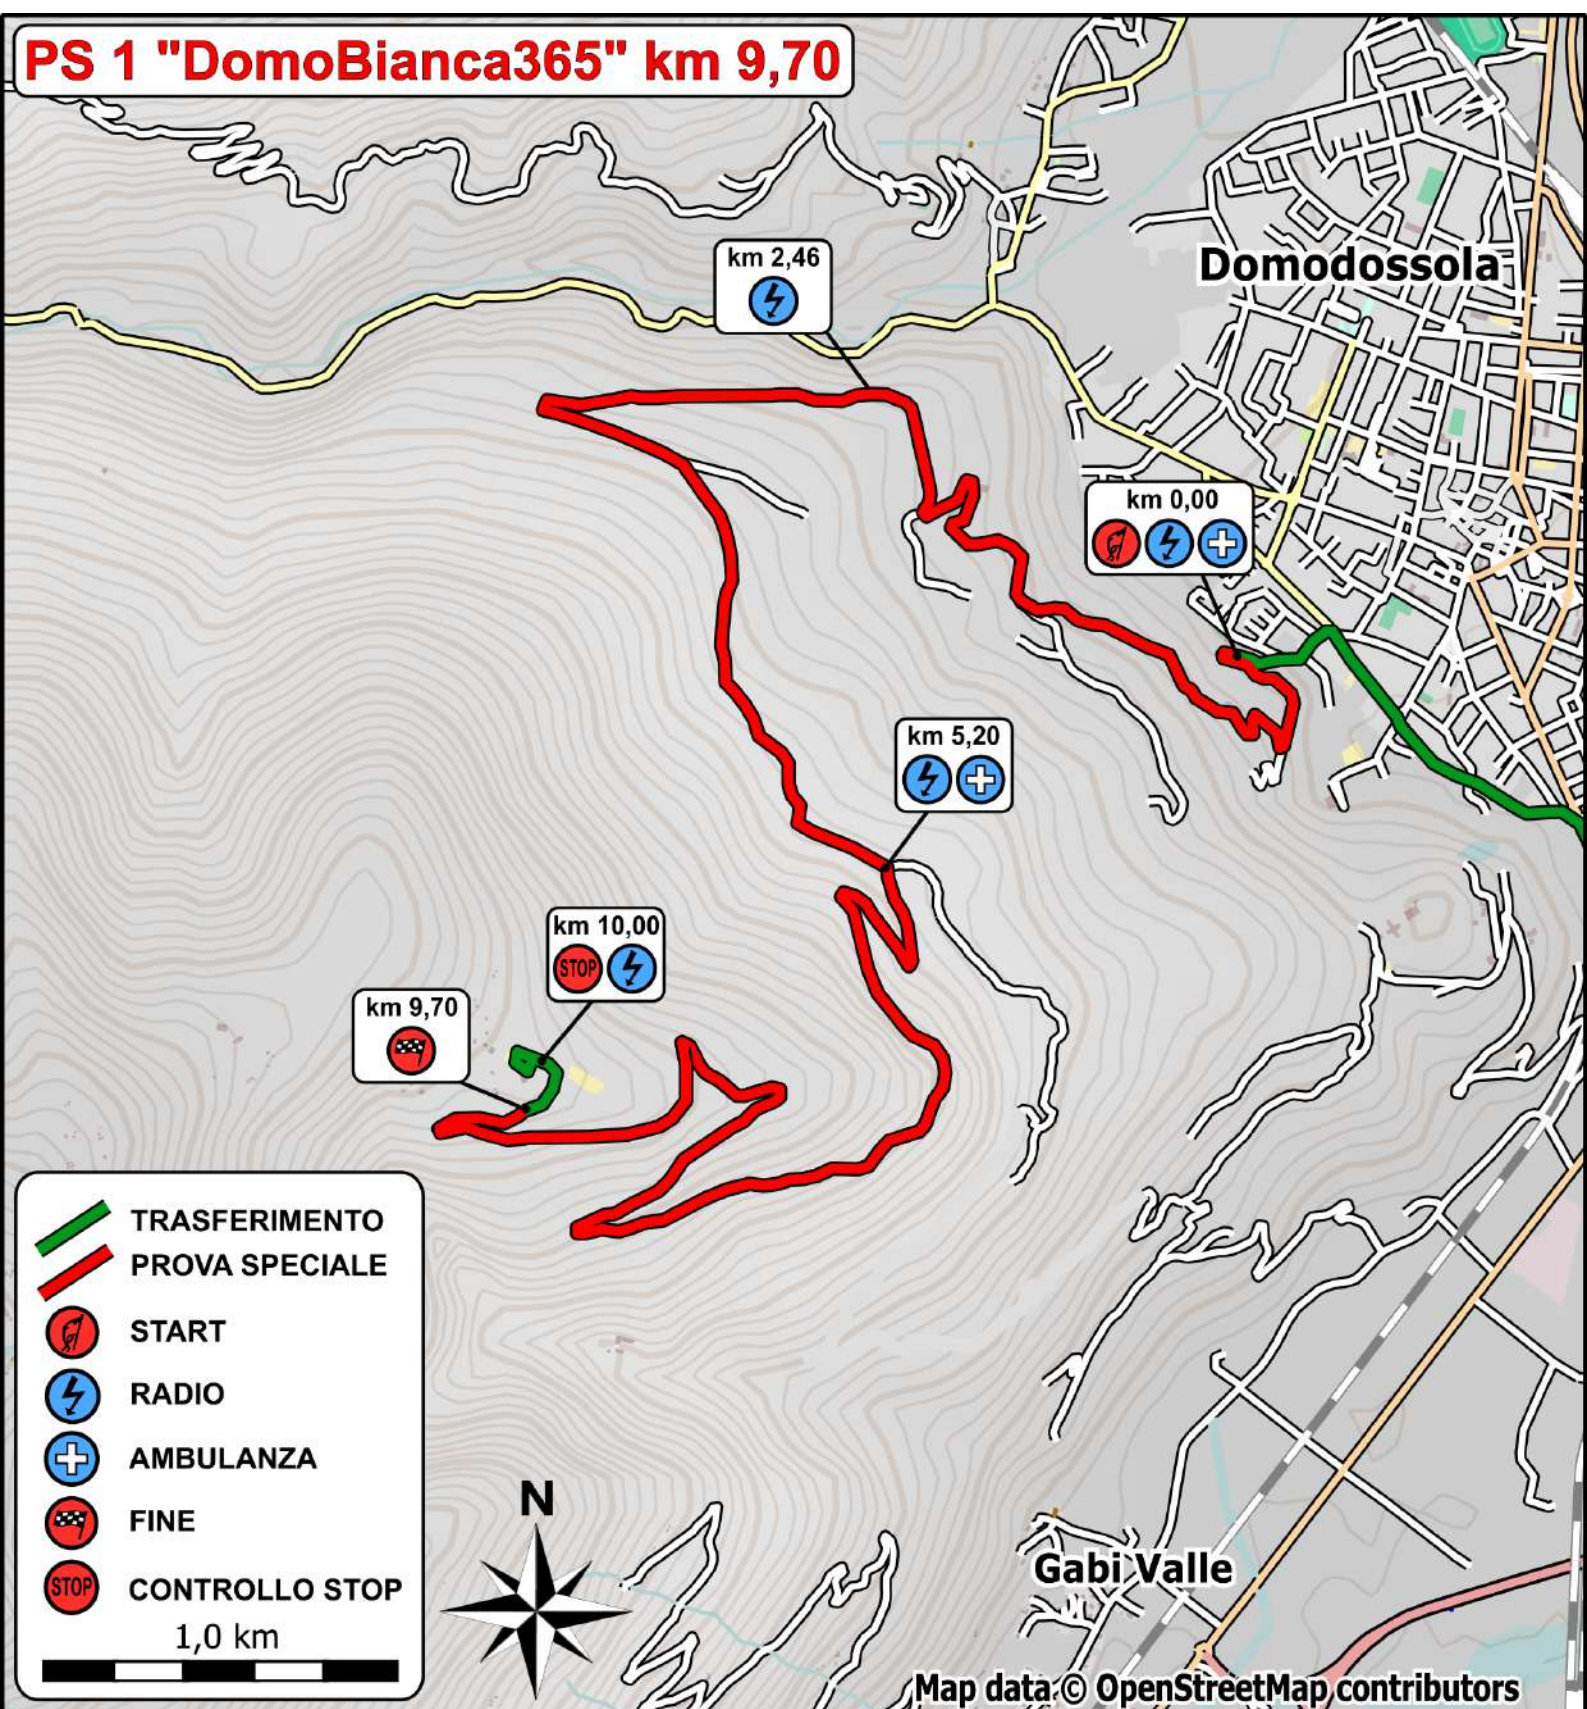 PS 1 "DomoBianca365" km 9,70
km 2,46
Domodossola
km 0,00
km 5,20
km 10,00
STOP
km 9,70
TRASFERIMENTO
PROVA SPECIALE
START
RADIO
AMBULANZA
FINE
STOP
CONTROLLO STOP
1,0 km
N
Gabi Valle
Map data © OpenStreetMap contributors